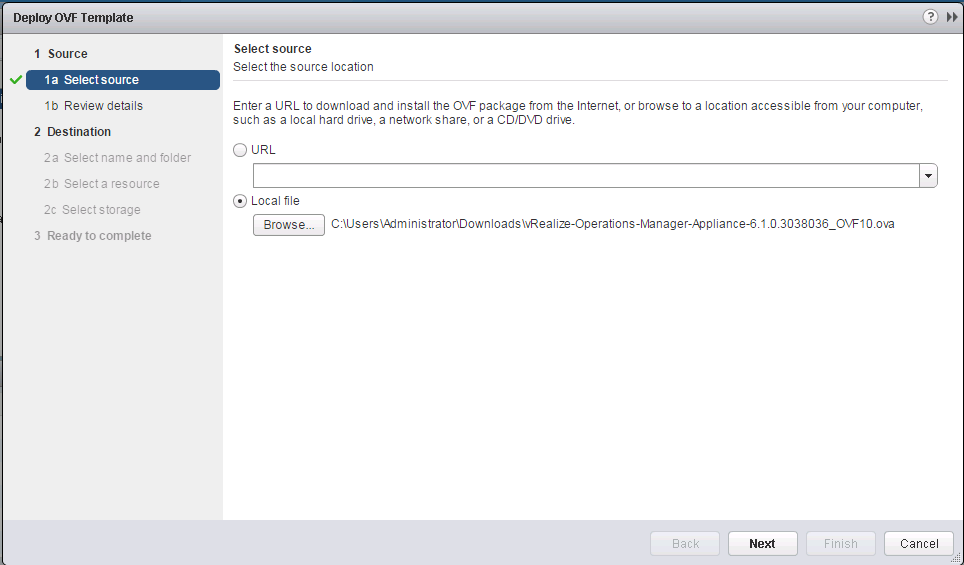 Deploy OVF Template
1 Source
1a Select source
1b Review details
2 Destination
2a Select name and folder
2b Select a resource
2c Select storage
3 Ready to complete
Select source
Select the source location
Enter a URL to download and install the OVF package from the Internet, or browse to a location accessible from your computer,
such as a local hard drive, a network share, or a CD/DVD drive.
URL
Local file
Browse... C:\Users\Administrator\Downloads\vRealize-Operations-Manager-Appliance-6.1.0.3038036_OVF10.ova
Back Next Finish Cancel